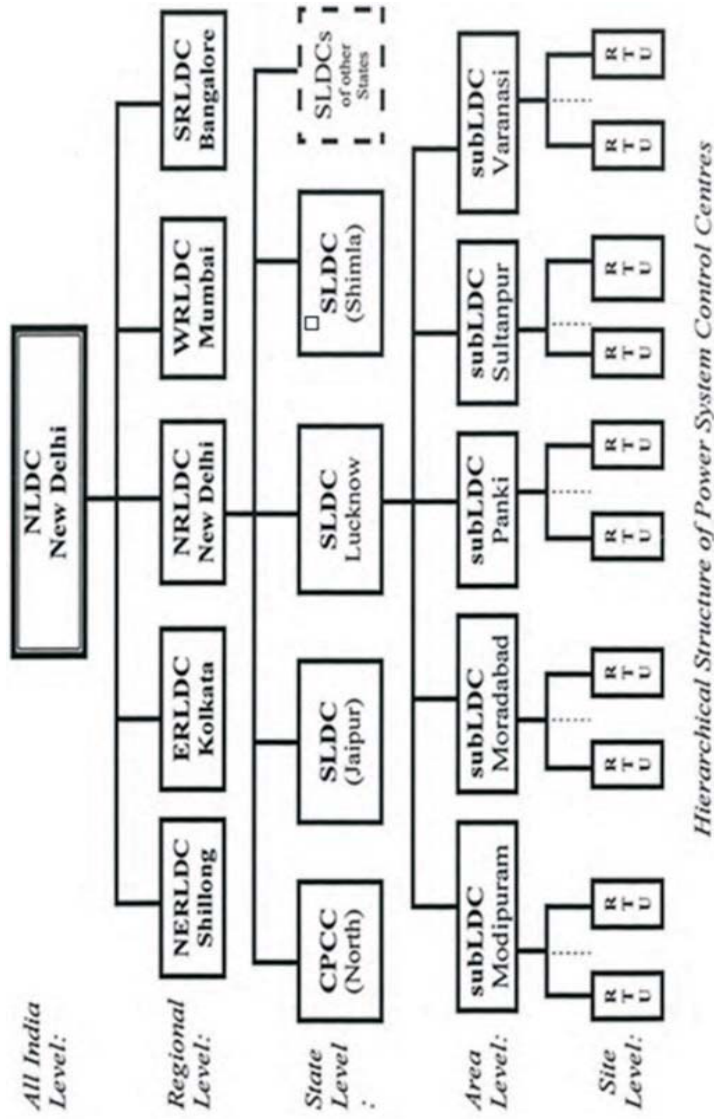 All India
Level:
NLDC
New Delhi
Regional
Level:
NERLDC
Shillong
ERLDC
Kolkata
NRLDC
New Delhi
WRLDC
Mumbai
SRLDC
Bangalore
State
Level
:
CPCC
(North)
SLDC
(Jaipur)
SLDC
Lucknow
SLDC
(Shimla)
SLDCs
of other
States
Area
Level:
subLDC
Modipuram
subLDC
Moradabad
subLDC
Panki
subLDC
Sultanpur
subLDC
Varanasi
Site
Level:
R
T
U
R
T
U
R
T
U
R
T
U
R
T
U
R
T
U
R
T
U
R
T
U
R
T
U
R
T
U
Hierarchical Structure of Power System Control Centres